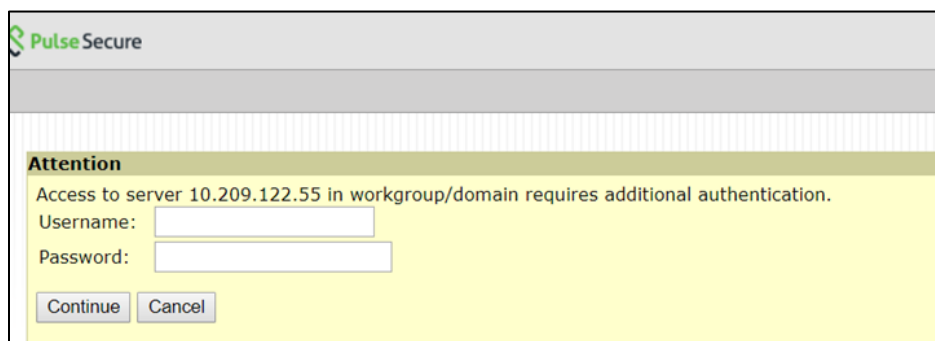 Pulse Secure
Attention
Access to server 10.209.122.55 in workgroup/domain requires additional authentication.
Username:
Password:
Continue Cancel